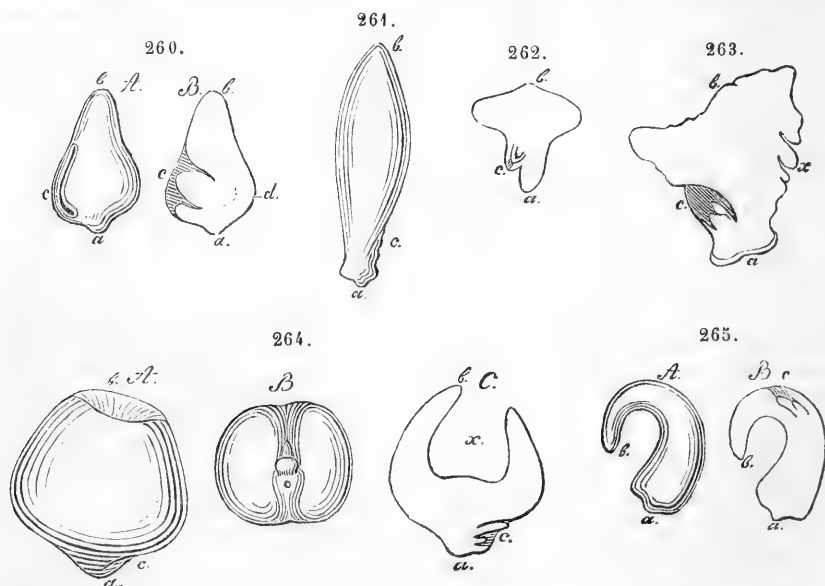 260.
261.
262.
263.
b A. B. b.
c
a
c
d.
a.
b.
c.
a.
b.
c.
a.
b.
c.
x
a
264.
265.
b. A.
c.
a.
B
b. C.
x.
c.
a.
A.
b.
a.
B c
b.
a.